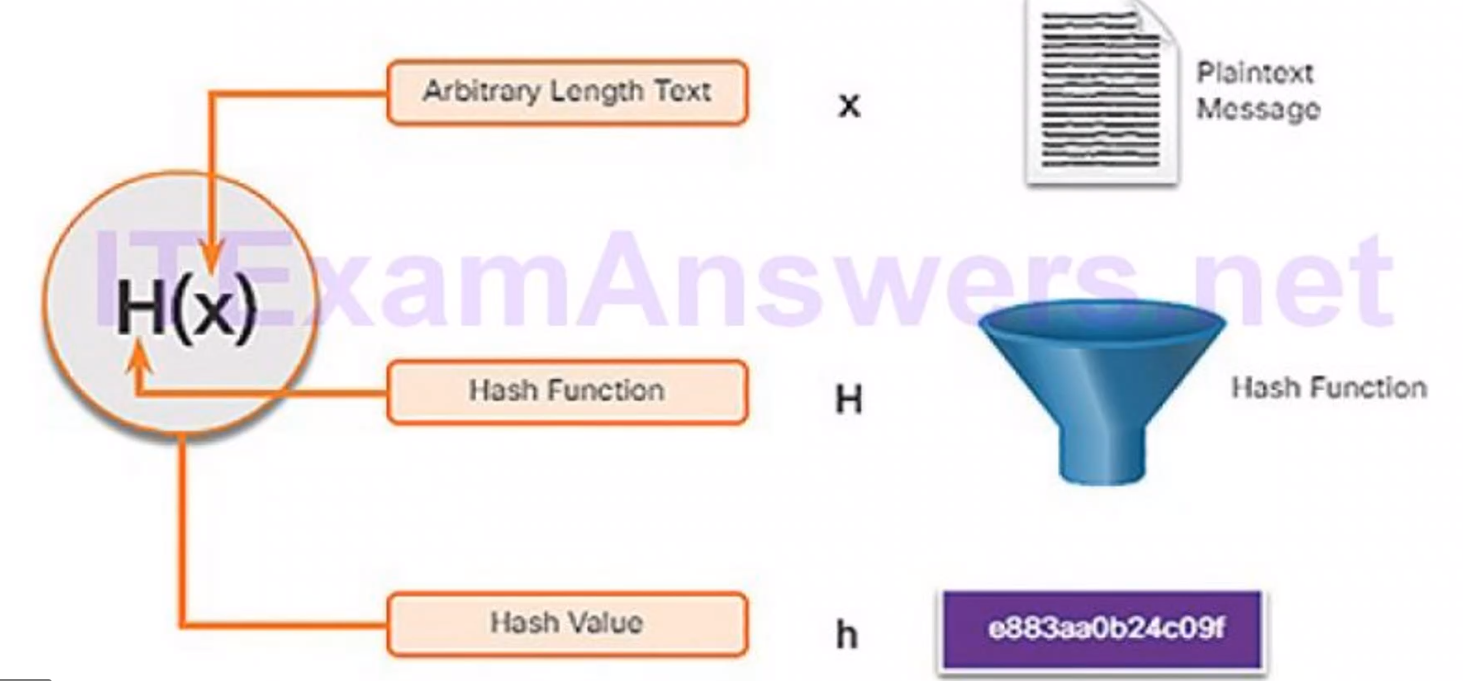 Arbitrary Length Text
x
Plaintext
Message
ITExamAnswers.net
H(x)
Hash Function
H
Hash Function
Hash Value
h
e883aa0b24c09f